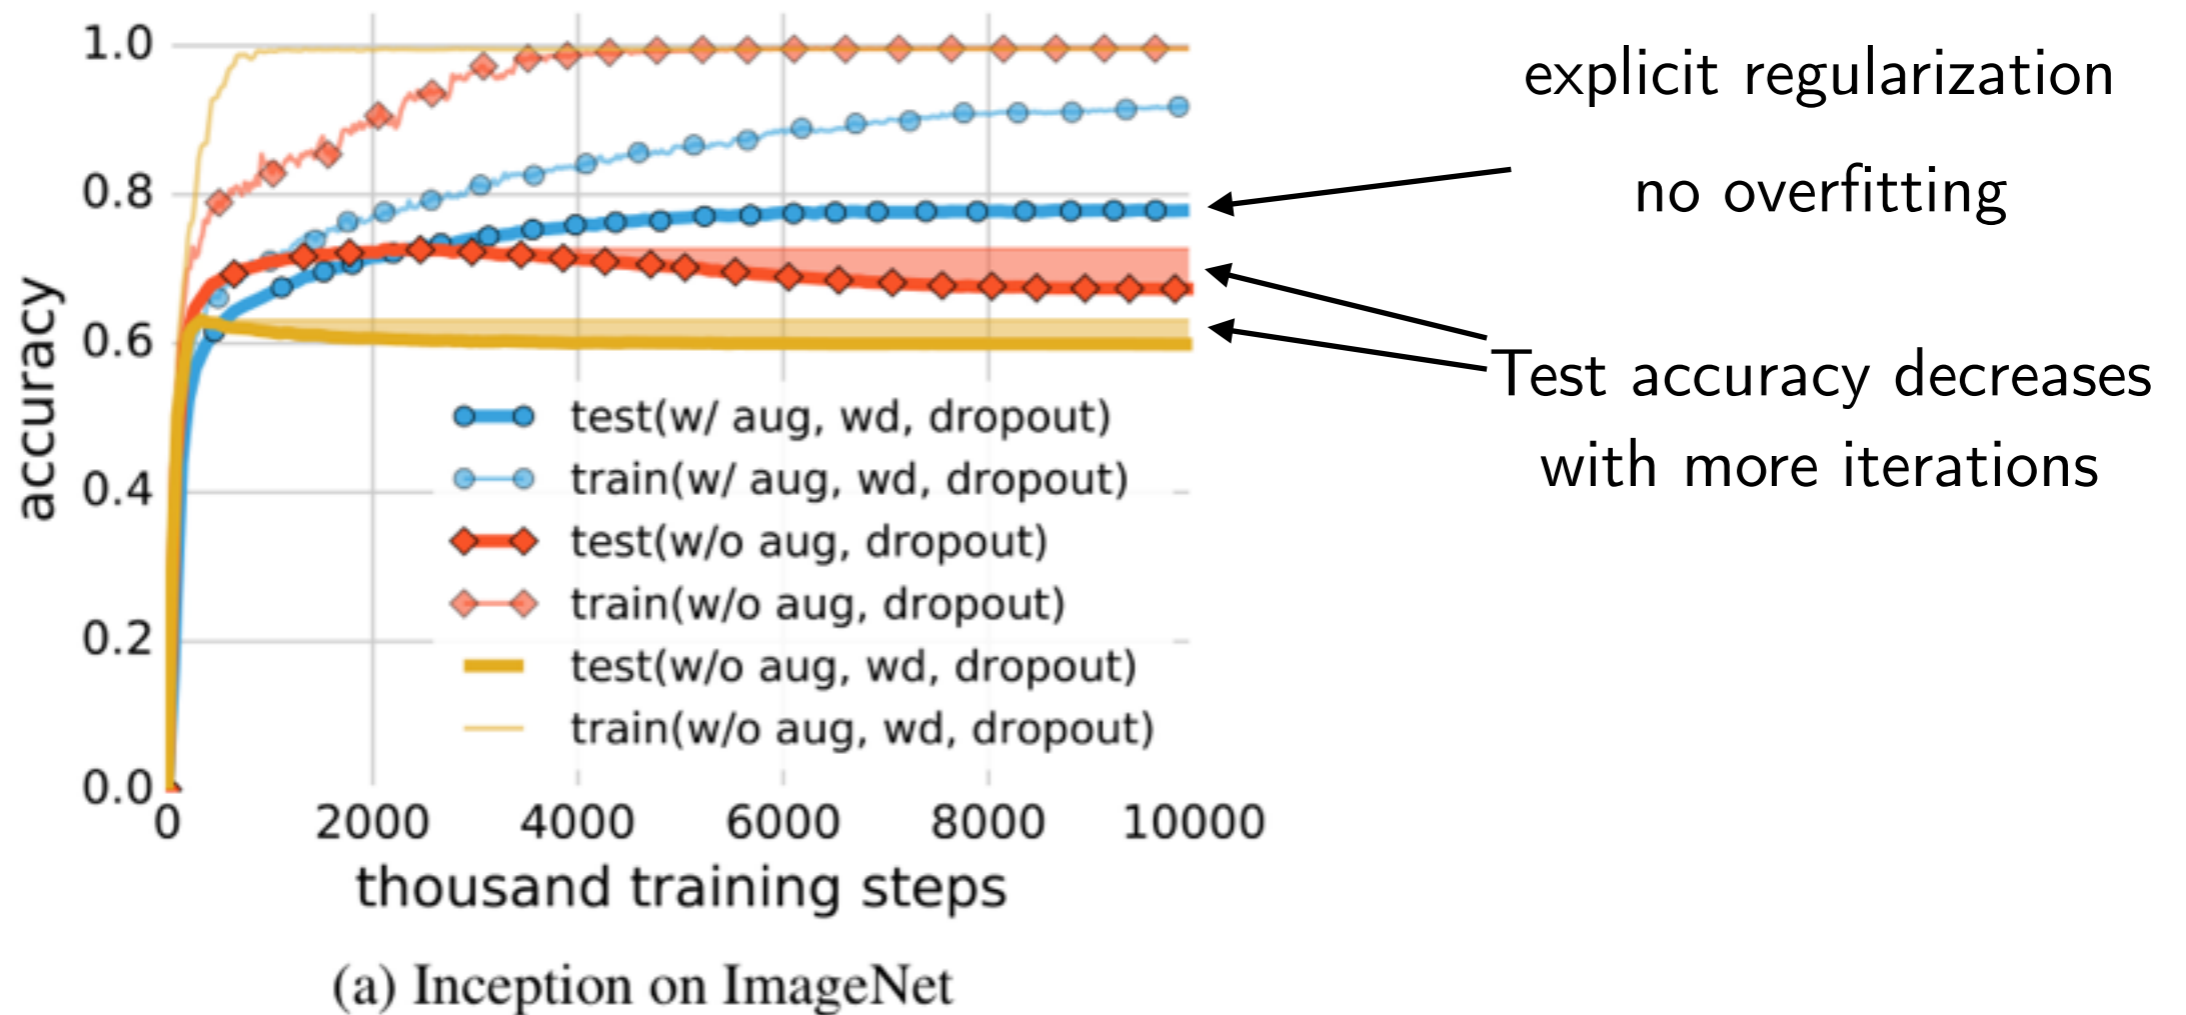 1.0
0.8
0.6
0.4
0.2
0.0
accuracy
0
2000
4000
6000
8000
10000
thousand training steps
test(w/ aug, wd, dropout)
train(w/ aug, wd, dropout)
test(w/o aug, dropout)
train(w/o aug, dropout)
test(w/o aug, wd, dropout)
train(w/o aug, wd, dropout)
(a) Inception on ImageNet
explicit regularization
no overfitting
Test accuracy decreases
with more iterations